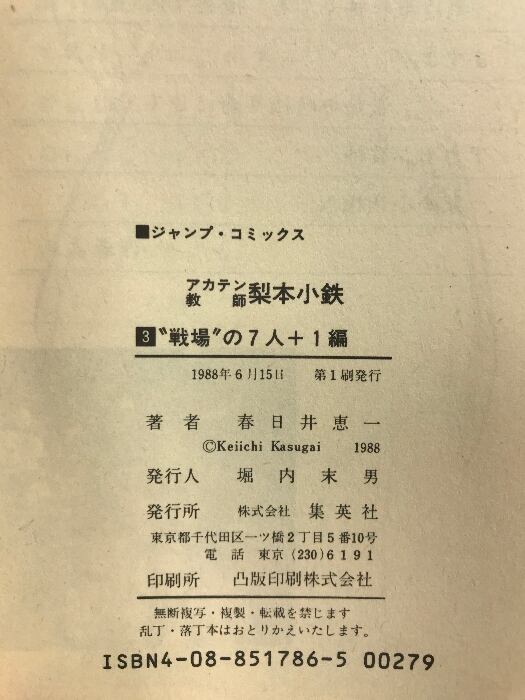 ■ジャンプ・コミックス
アカテン教師 梨本小鉄
3 〝戦場〟の7人+1編
1988年6月15日 第1刷発行
著者 春日井恵一
©Keiichi Kasugai 1988
発行人 堀内末男
発行所 株式会社 集英社
東京都千代田区一ツ橋2丁目5番10号
電話 東京(230)6191
印刷所 凸版印刷株式会社
無断複写・複製・転載を禁じます
乱丁・落丁本はおとりかえいたします。
ISBN4-08-851786-5 00279